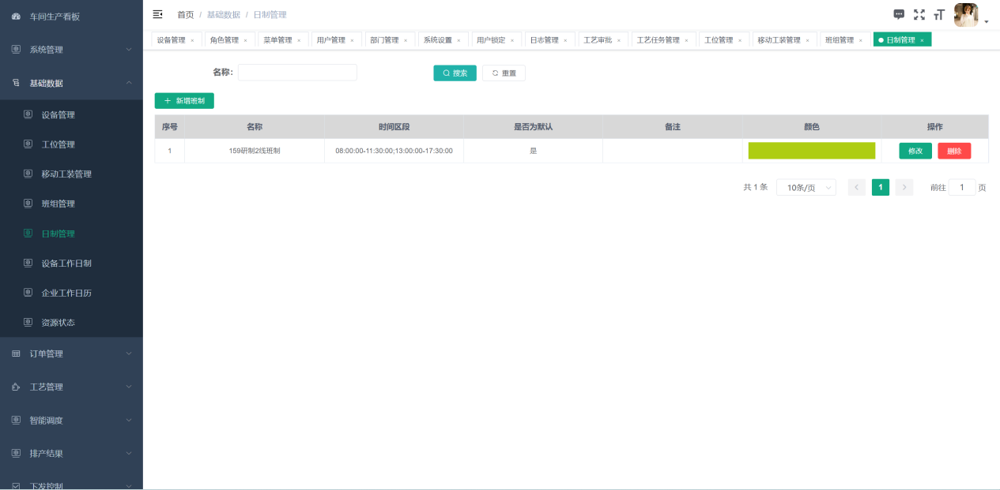 车间生产看板
系统管理
基础数据
设备管理
工位管理
移动工装管理
班组管理
日制管理
设备工作日制
企业工作日历
资源状态
订单管理
工艺管理
智能调度
排产结果
下发控制
首页 / 基础数据 / 日制管理
设备管理 × 角色管理 × 菜单管理 × 用户管理 × 部门管理 × 系统设置 × 用户锁定 × 日志管理 × 工艺审批 × 工艺任务管理 × 工位管理 × 移动工装管理 × 班组管理 × 日制管理 ×
名称： 搜索 重置
+ 新增班制
序号 名称 时间区段 是否为默认 备注 颜色 操作
1 159研制2线班制 08:00:00-11:30:00;13:00:00-17:30:00 是 修改 删除
共 1 条 10条/页 < 1 > 前往 1 页